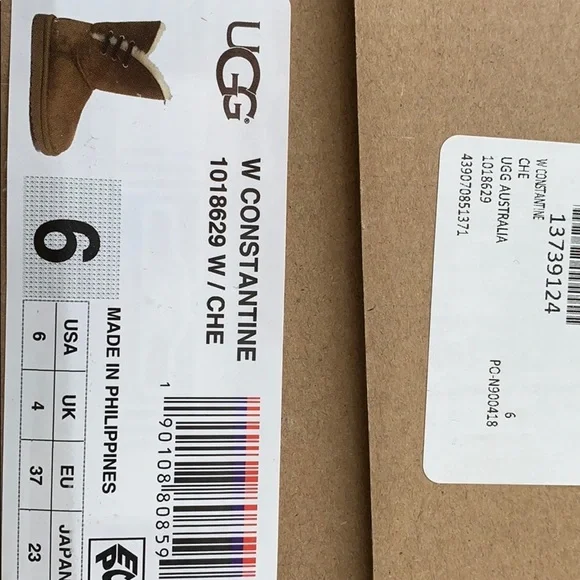 UGG®
W CONSTANTINE
1018629 W / CHE
6
MADE IN PHILIPPINES
USA UK EU JAPAN
6 4 37 23
1 90108 80859
13739124
W CONSTANTINE
CHE
UGG AUSTRALIA
1018629
439070851371
6
PO-N900418